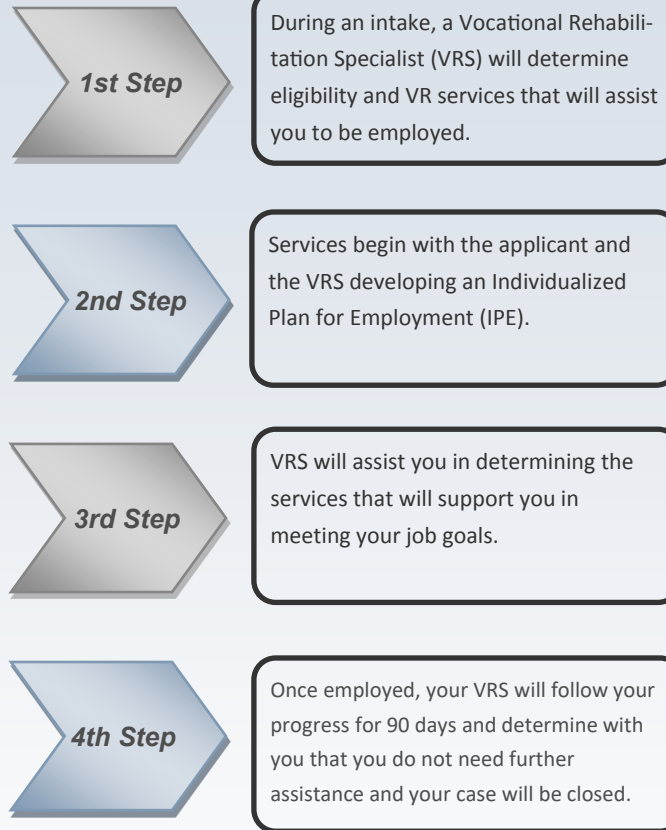 1st Step
During an intake, a Vocational Rehabili-
tation Specialist (VRS) will determine
eligibility and VR services that will assist
you to be employed.
2nd Step
Services begin with the applicant and
the VRS developing an Individualized
Plan for Employment (IPE).
3rd Step
VRS will assist you in determining the
services that will support you in
meeting your job goals.
4th Step
Once employed, your VRS will follow your
progress for 90 days and determine with
you that you do not need further
assistance and your case will be closed.